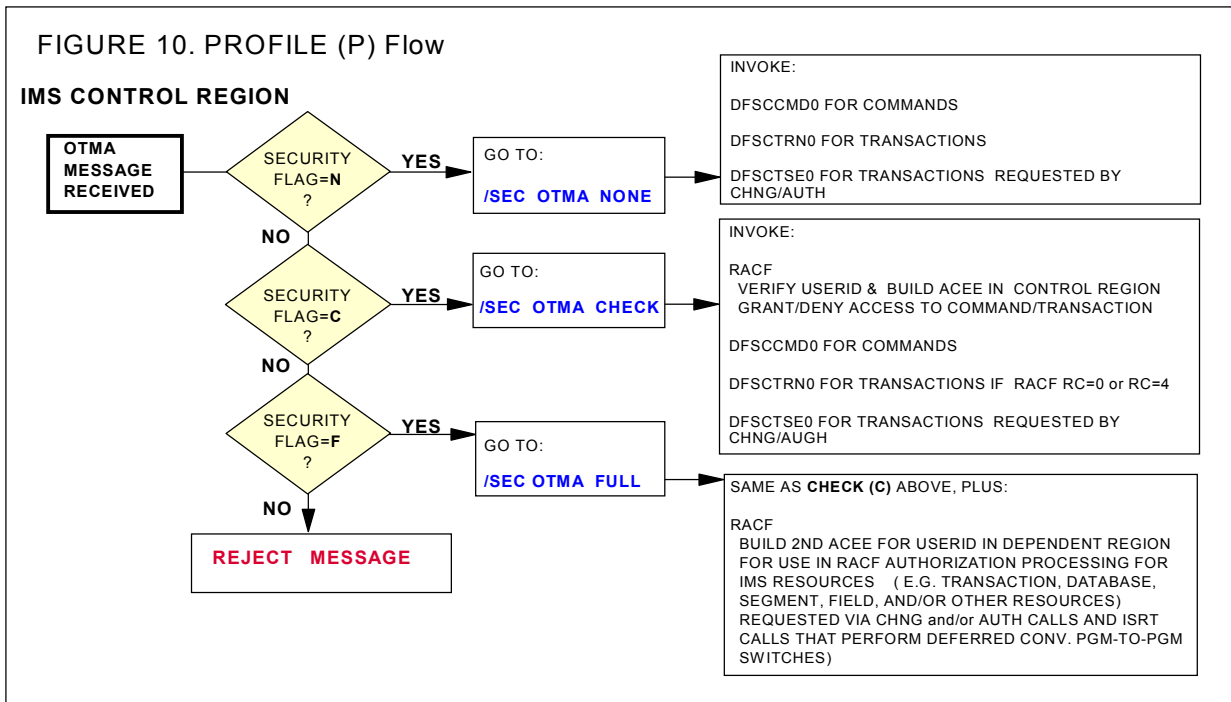 FIGURE 10. PROFILE (P) Flow
IMS CONTROL REGION
OTMA
MESSAGE
RECEIVED
SECURITY
FLAG=N
?
YES
GO TO:
/SEC OTMA NONE
INVOKE:
DFSCCMD0 FOR COMMANDS
DFSCTRN0 FOR TRANSACTIONS
DFSCTSE0 FOR TRANSACTIONS REQUESTED BY
CHNG/AUTH
NO
SECURITY
FLAG=C
?
YES
GO TO:
/SEC OTMA CHECK
INVOKE:
RACF
VERIFY USERID & BUILD ACEE IN CONTROL REGION
GRANT/DENY ACCESS TO COMMAND/TRANSACTION
DFSCCMD0 FOR COMMANDS
DFSCTRN0 FOR TRANSACTIONS IF RACF RC=0 or RC=4
DFSCTSE0 FOR TRANSACTIONS REQUESTED BY
CHNG/AUGH
NO
SECURITY
FLAG=F
?
YES
GO TO:
/SEC OTMA FULL
SAME AS CHECK (C) ABOVE, PLUS:
RACF
BUILD 2ND ACEE FOR USERID IN DEPENDENT REGION
FOR USE IN RACF AUTHORIZATION PROCESSING FOR
IMS RESOURCES ( E.G. TRANSACTION, DATABASE,
SEGMENT, FIELD, AND/OR OTHER RESOURCES)
REQUESTED VIA CHNG and/or AUTH CALLS AND ISRT
CALLS THAT PERFORM DEFERRED CONV. PGM-TO-PGM
SWITCHES)
NO
REJECT MESSAGE